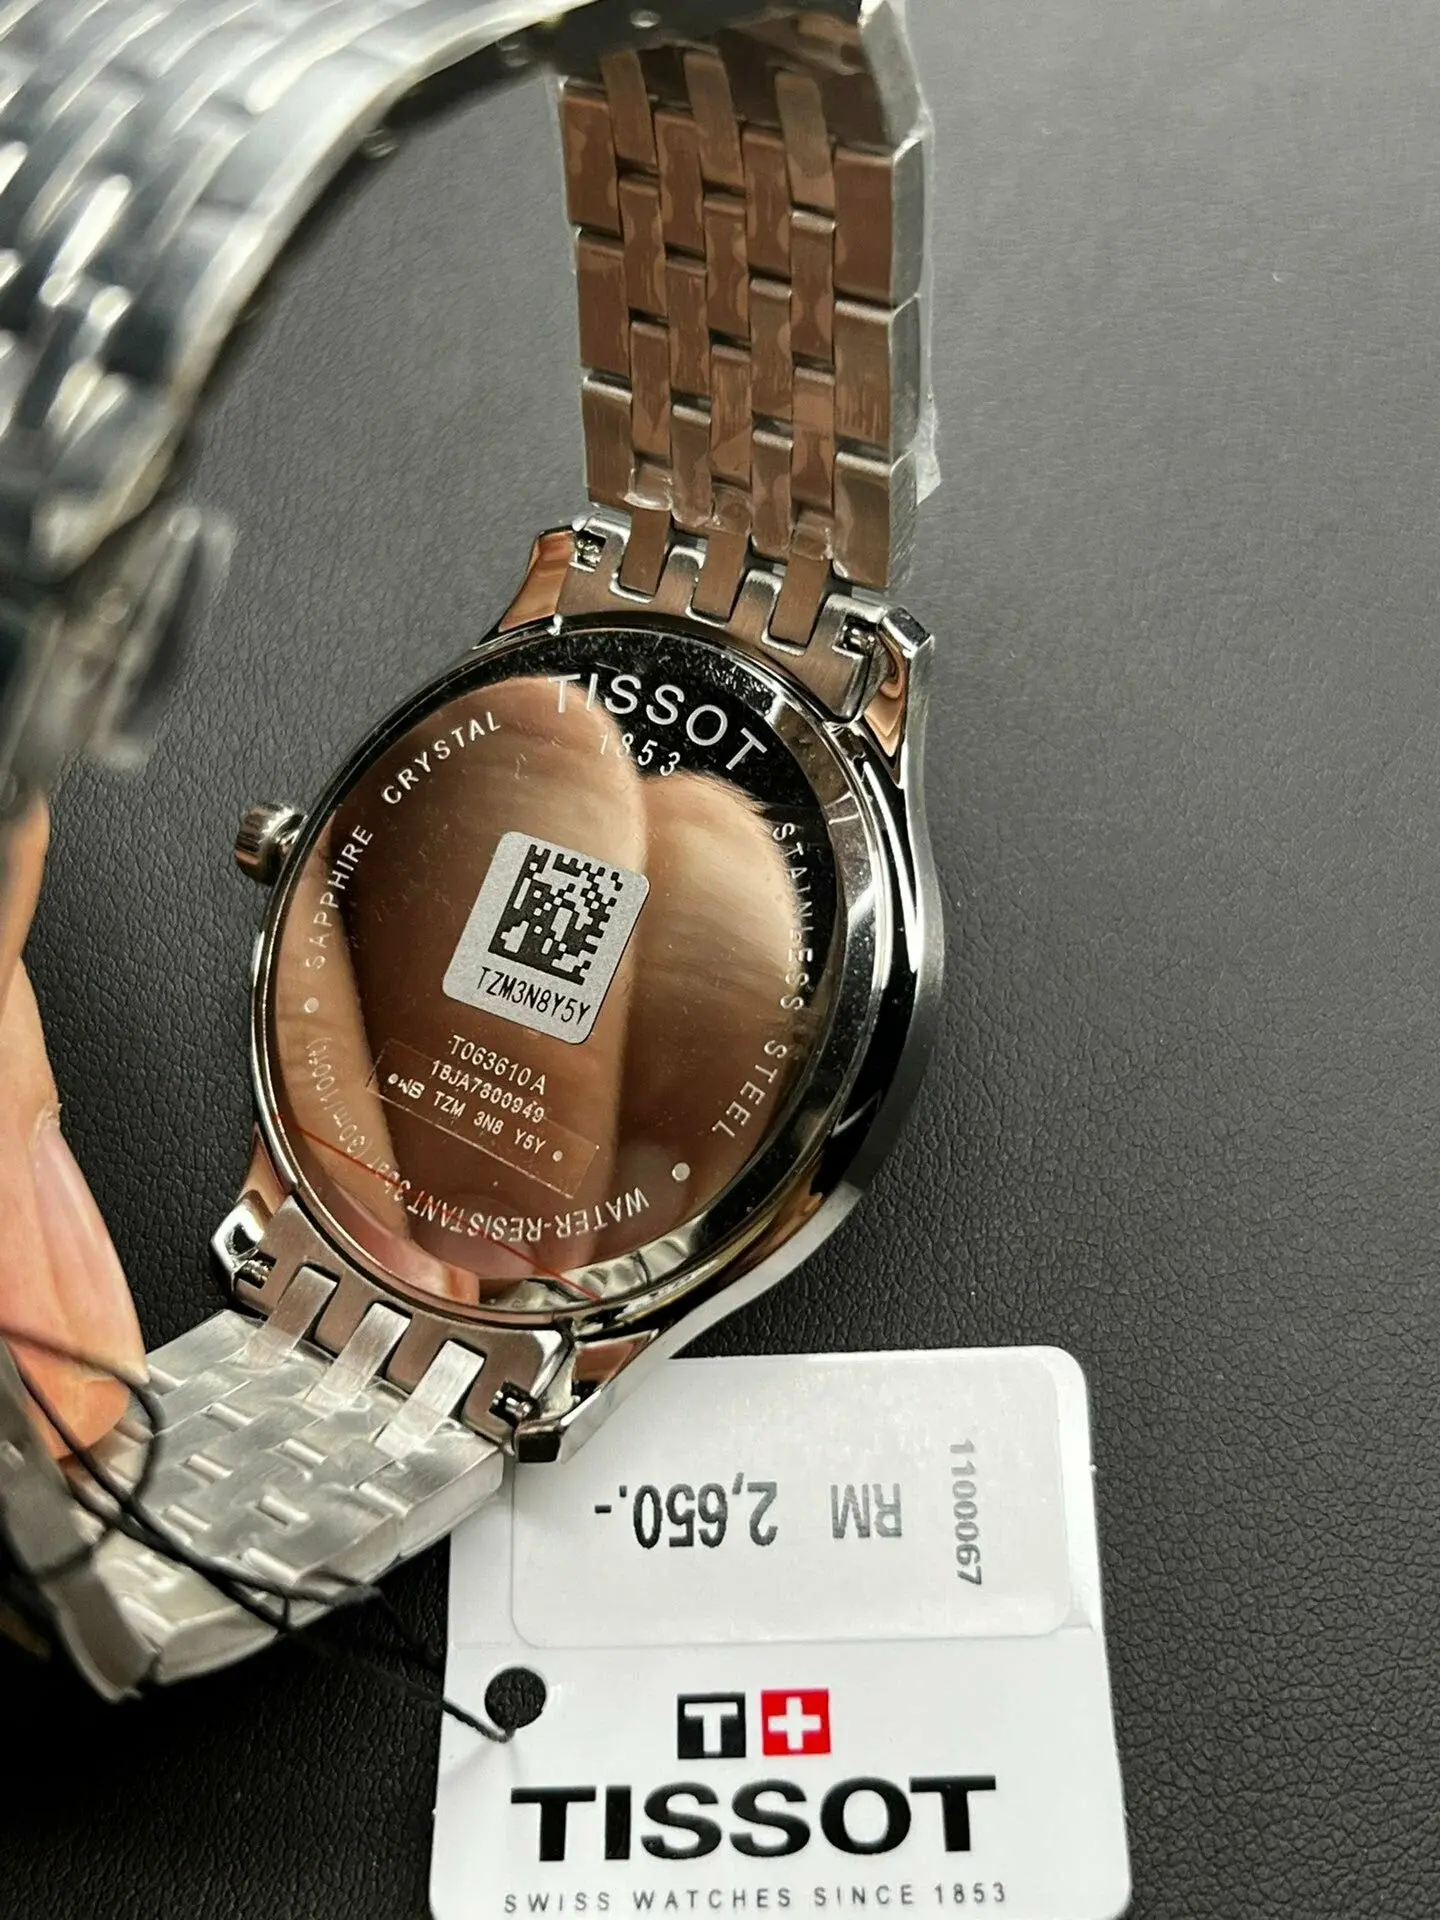 TISSOT
1853
SAPPHIRE CRYSTAL
STAINLESS STEEL
TZM3N8Y5Y
T063610A
18JA7800949
TZM 3N8 Y5Y
WATER-RESISTANT 3bar (30m/100ft)
RM 2,650.-
1100067
T+
TISSOT
SWISS WATCHES SINCE 1853